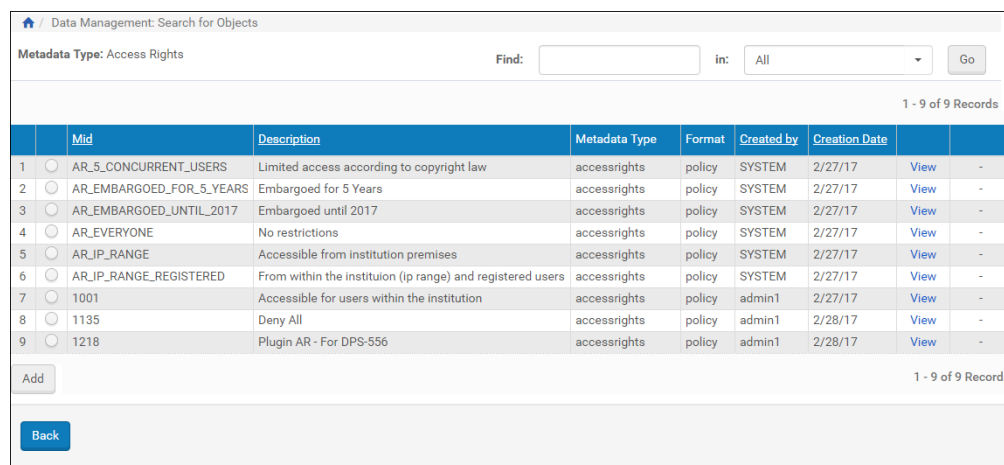 / Data Management: Search for Objects
Metadata Type: Access Rights Find: in: All Go
1 - 9 of 9 Records
Mid Description Metadata Type Format Created by Creation Date
1 AR_5_CONCURRENT_USERS Limited access according to copyright law accessrights policy SYSTEM 2/27/17 View -
2 AR_EMBARGOED_FOR_5_YEARS Embargoed for 5 Years accessrights policy SYSTEM 2/27/17 View -
3 AR_EMBARGOED_UNTIL_2017 Embargoed until 2017 accessrights policy SYSTEM 2/27/17 View -
4 AR_EVERYONE No restrictions accessrights policy SYSTEM 2/27/17 View -
5 AR_IP_RANGE Accessible from institution premises accessrights policy SYSTEM 2/27/17 View -
6 AR_IP_RANGE_REGISTERED From within the instituion (ip range) and registered users accessrights policy SYSTEM 2/27/17 View -
7 1001 Accessible for users within the institution accessrights policy admin1 2/27/17 View -
8 1135 Deny All accessrights policy admin1 2/28/17 View -
9 1218 Plugin AR - For DPS-556 accessrights policy admin1 2/28/17 View -
Add 1 - 9 of 9 Record
Back